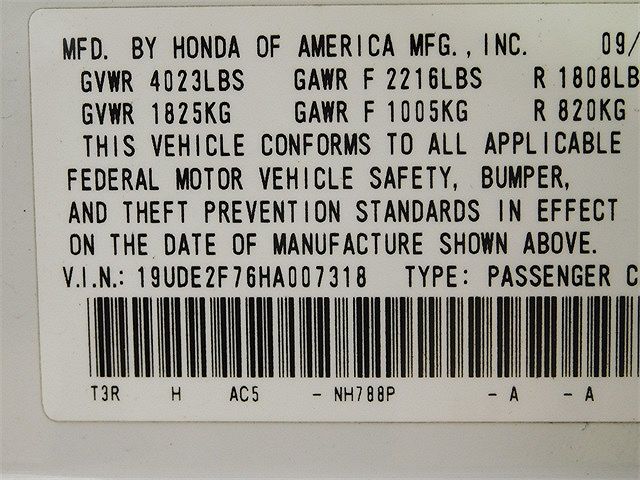 MFD. BY HONDA OF AMERICA MFG., INC. 09/
GVWR 4023LBS GAWR F 2216LBS R 1808LB
GVWR 1825KG GAWR F 1005KG R 820KG
THIS VEHICLE CONFORMS TO ALL APPLICABLE
FEDERAL MOTOR VEHICLE SAFETY, BUMPER,
AND THEFT PREVENTION STANDARDS IN EFFECT
ON THE DATE OF MANUFACTURE SHOWN ABOVE.
V.I.N.: 19UDE2F76HA007318 TYPE: PASSENGER C
T3R H AC5 - NH788P - A - A